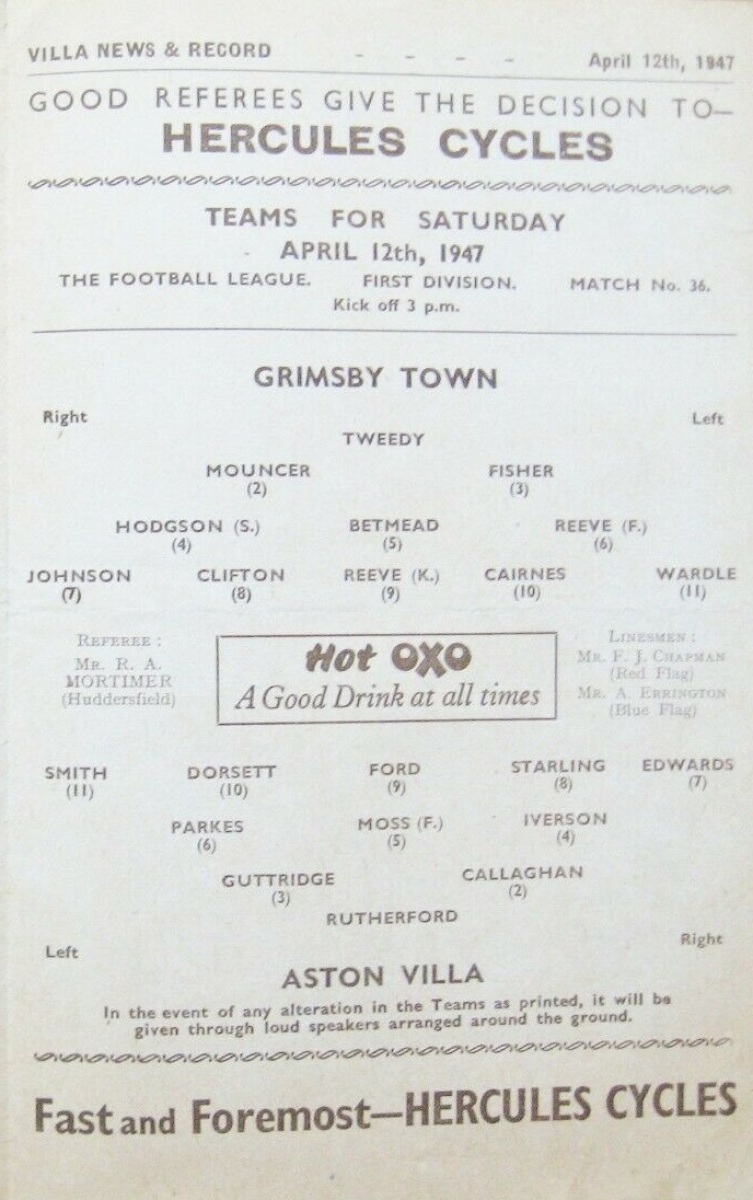 VILLA NEWS & RECORD - - - - April 12th, 1947
GOOD REFEREES GIVE THE DECISION TO—
HERCULES CYCLES
TEAMS FOR SATURDAY
APRIL 12th, 1947
THE FOOTBALL LEAGUE. FIRST DIVISION. MATCH No. 36.
Kick off 3 p.m.
GRIMSBY TOWN
Right Left
TWEEDY
MOUNCER FISHER
(2) (3)
HODGSON (S.) BETMEAD REEVE (F.)
(4) (5) (6)
JOHNSON CLIFTON REEVE (K.) CAIRNES WARDLE
(7) (8) (9) (10) (11)
REFEREE :
MR. R. A.
MORTIMER
(Huddersfield)
Hot OXO
A Good Drink at all times
LINESMEN :
MR. F. J. CHAPMAN
(Red Flag)
MR. A. ERRINGTON
(Blue Flag)
SMITH DORSETT FORD STARLING EDWARDS
(11) (10) (9) (8) (7)
PARKES MOSS (F.) IVERSON
(6) (5) (4)
GUTTRIDGE CALLAGHAN
(3) (2)
RUTHERFORD
Left Right
ASTON VILLA
In the event of any alteration in the Teams as printed, it will be
given through loud speakers arranged around the ground.
Fast and Foremost—HERCULES CYCLES